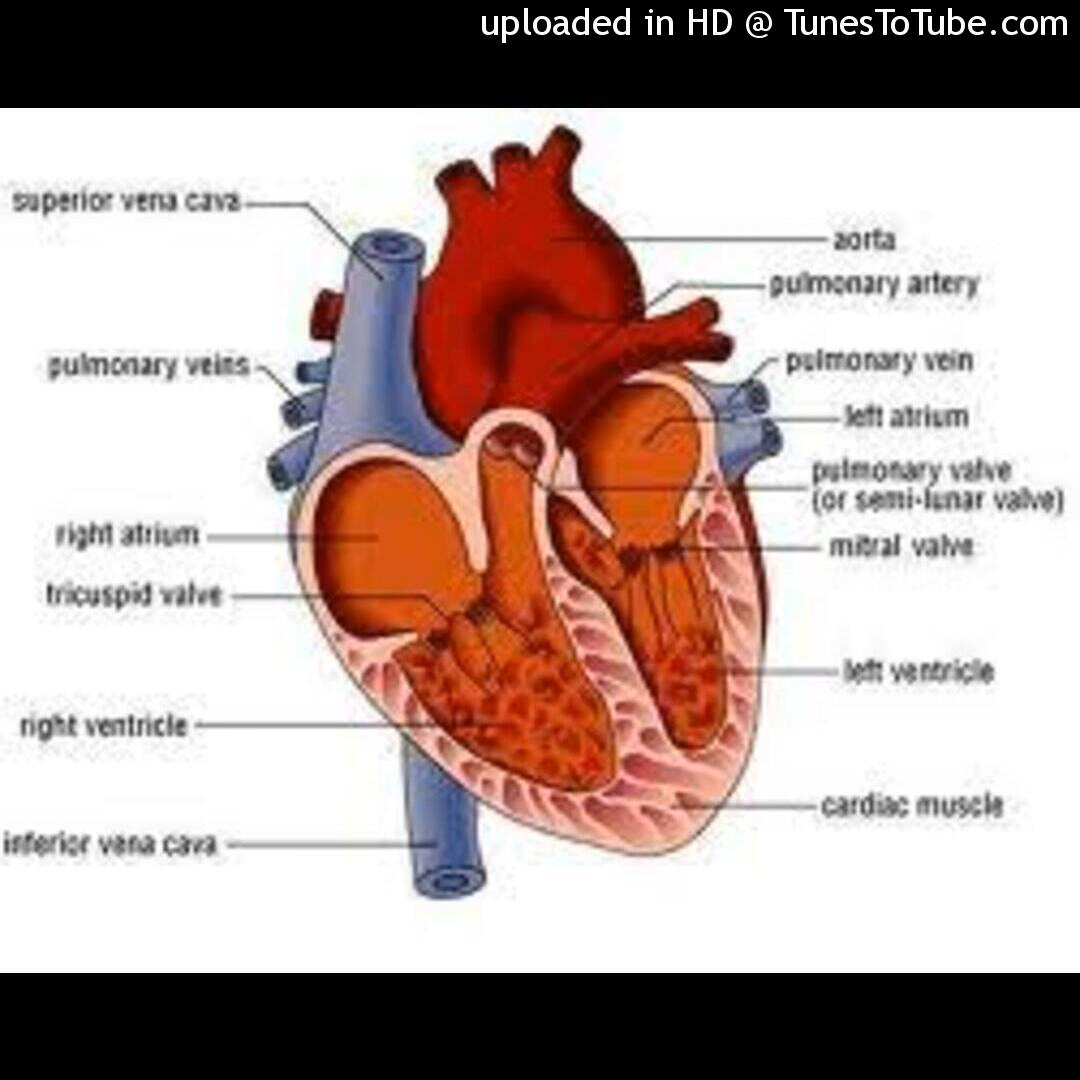 uploaded in HD @ TunesToTube.com
superior vena cava
aorta
pulmonary artery
pulmonary veins
pulmonary vein
left atrium
pulmonary valve
(or semi-lunar valve)
right atrium
mitral valve
tricuspid valve
left ventricle
right ventricle
cardiac muscle
inferior vena cava